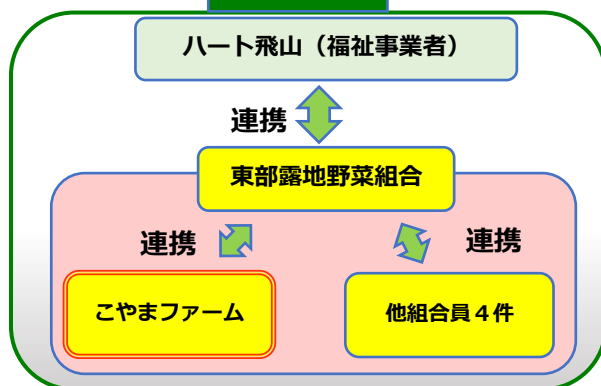 ハート飛山（福祉事業者）
連携
東部露地野菜組合
連携
連携
こやまファーム
他組合員４件